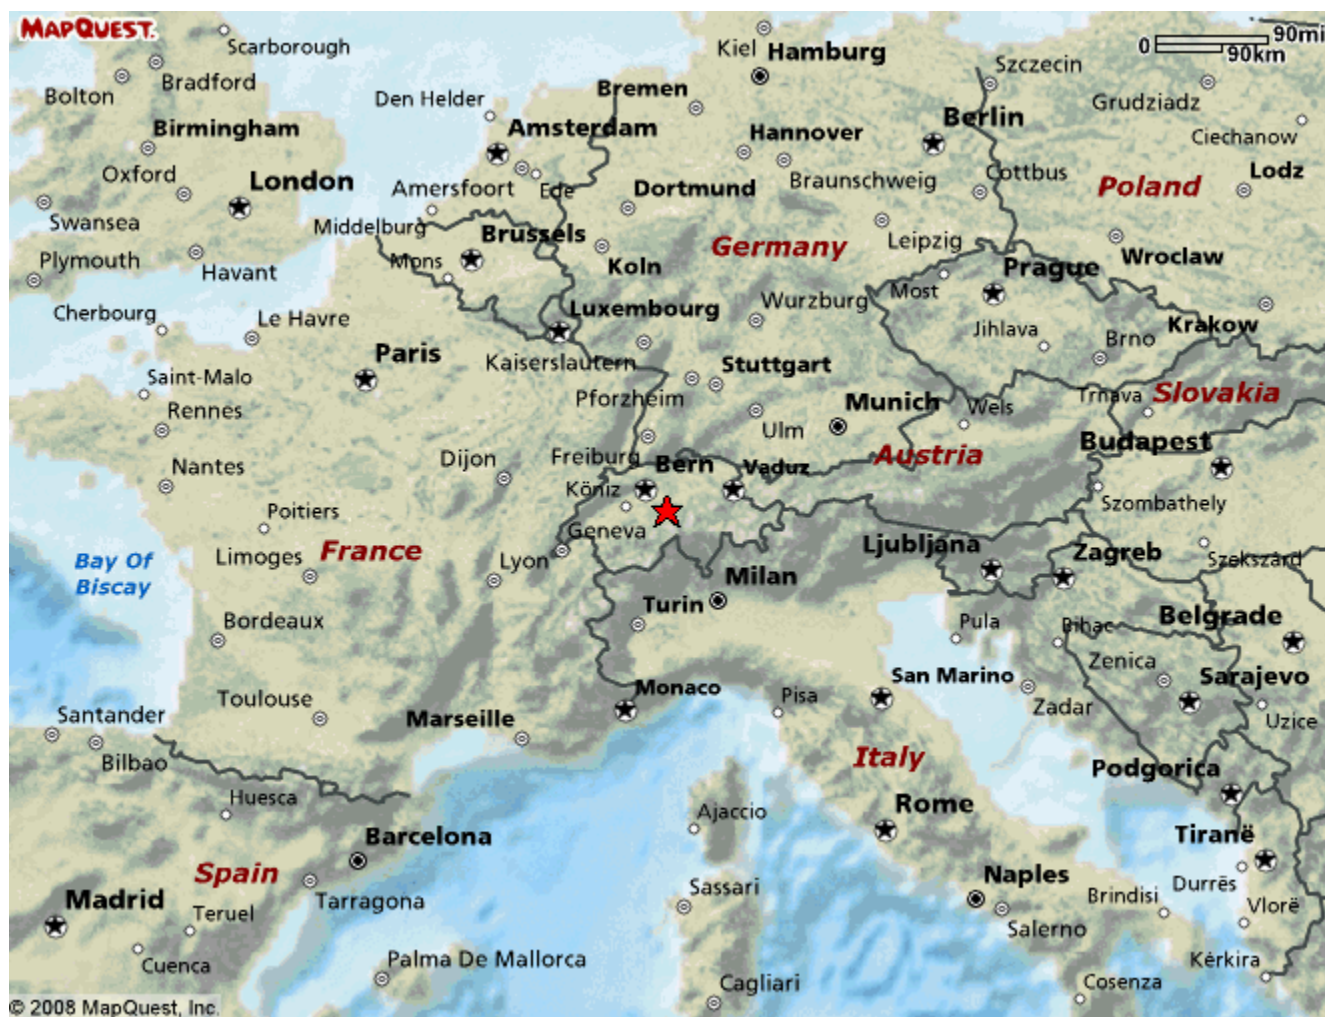 MAPQUEST.
Scarborough
Kiel
Hamburg
90mi
0
90km
Bradford
Bolton
Den Helder
Bremen
Szczecin
Grudziadz
Birmingham
Amsterdam
Hannover
Berlin
Ciechanow
Oxford
London
Amersfoort
Ede
Dortmund
Braunschweig
Cottbus
Poland
Lodz
Swansea
Middelburg
Brussels
Germany
Leipzig
Plymouth
Havant
Mons
Koln
Prague
Wroclaw
Most
Cherbourg
Le Havre
Luxembourg
Wurzburg
Jihlava
Brno
Krakow
Paris
Kaiserslautern
Stuttgart
Saint-Malo
Pforzheim
Munich
Wels
Trnava
Slovakia
Rennes
Ulm
Budapest
Nantes
Dijon
Freiburg
Bern
Vaduz
Austria
Köniz
Szombathely
Poitiers
Geneva
Limoges
France
Lyon
Ljubljana
Zagreb
Szekszárd
Bay Of
Biscay
Milan
Turin
Bordeaux
Pula
Bihac
Belgrade
Zenica
Sarajevo
Monaco
San Marino
Toulouse
Marseille
Pisa
Zadar
Uzice
Santander
Bilbao
Italy
Podgorica
Huesca
Ajaccio
Rome
Barcelona
Tiranë
Spain
Sassari
Naples
Durrës
Madrid
Teruel
Tarragona
Brindisi
Vlorë
Salerno
Cuenca
Palma De Mallorca
Kërkira
Cagliari
Cosenza
© 2008 MapQuest, Inc.